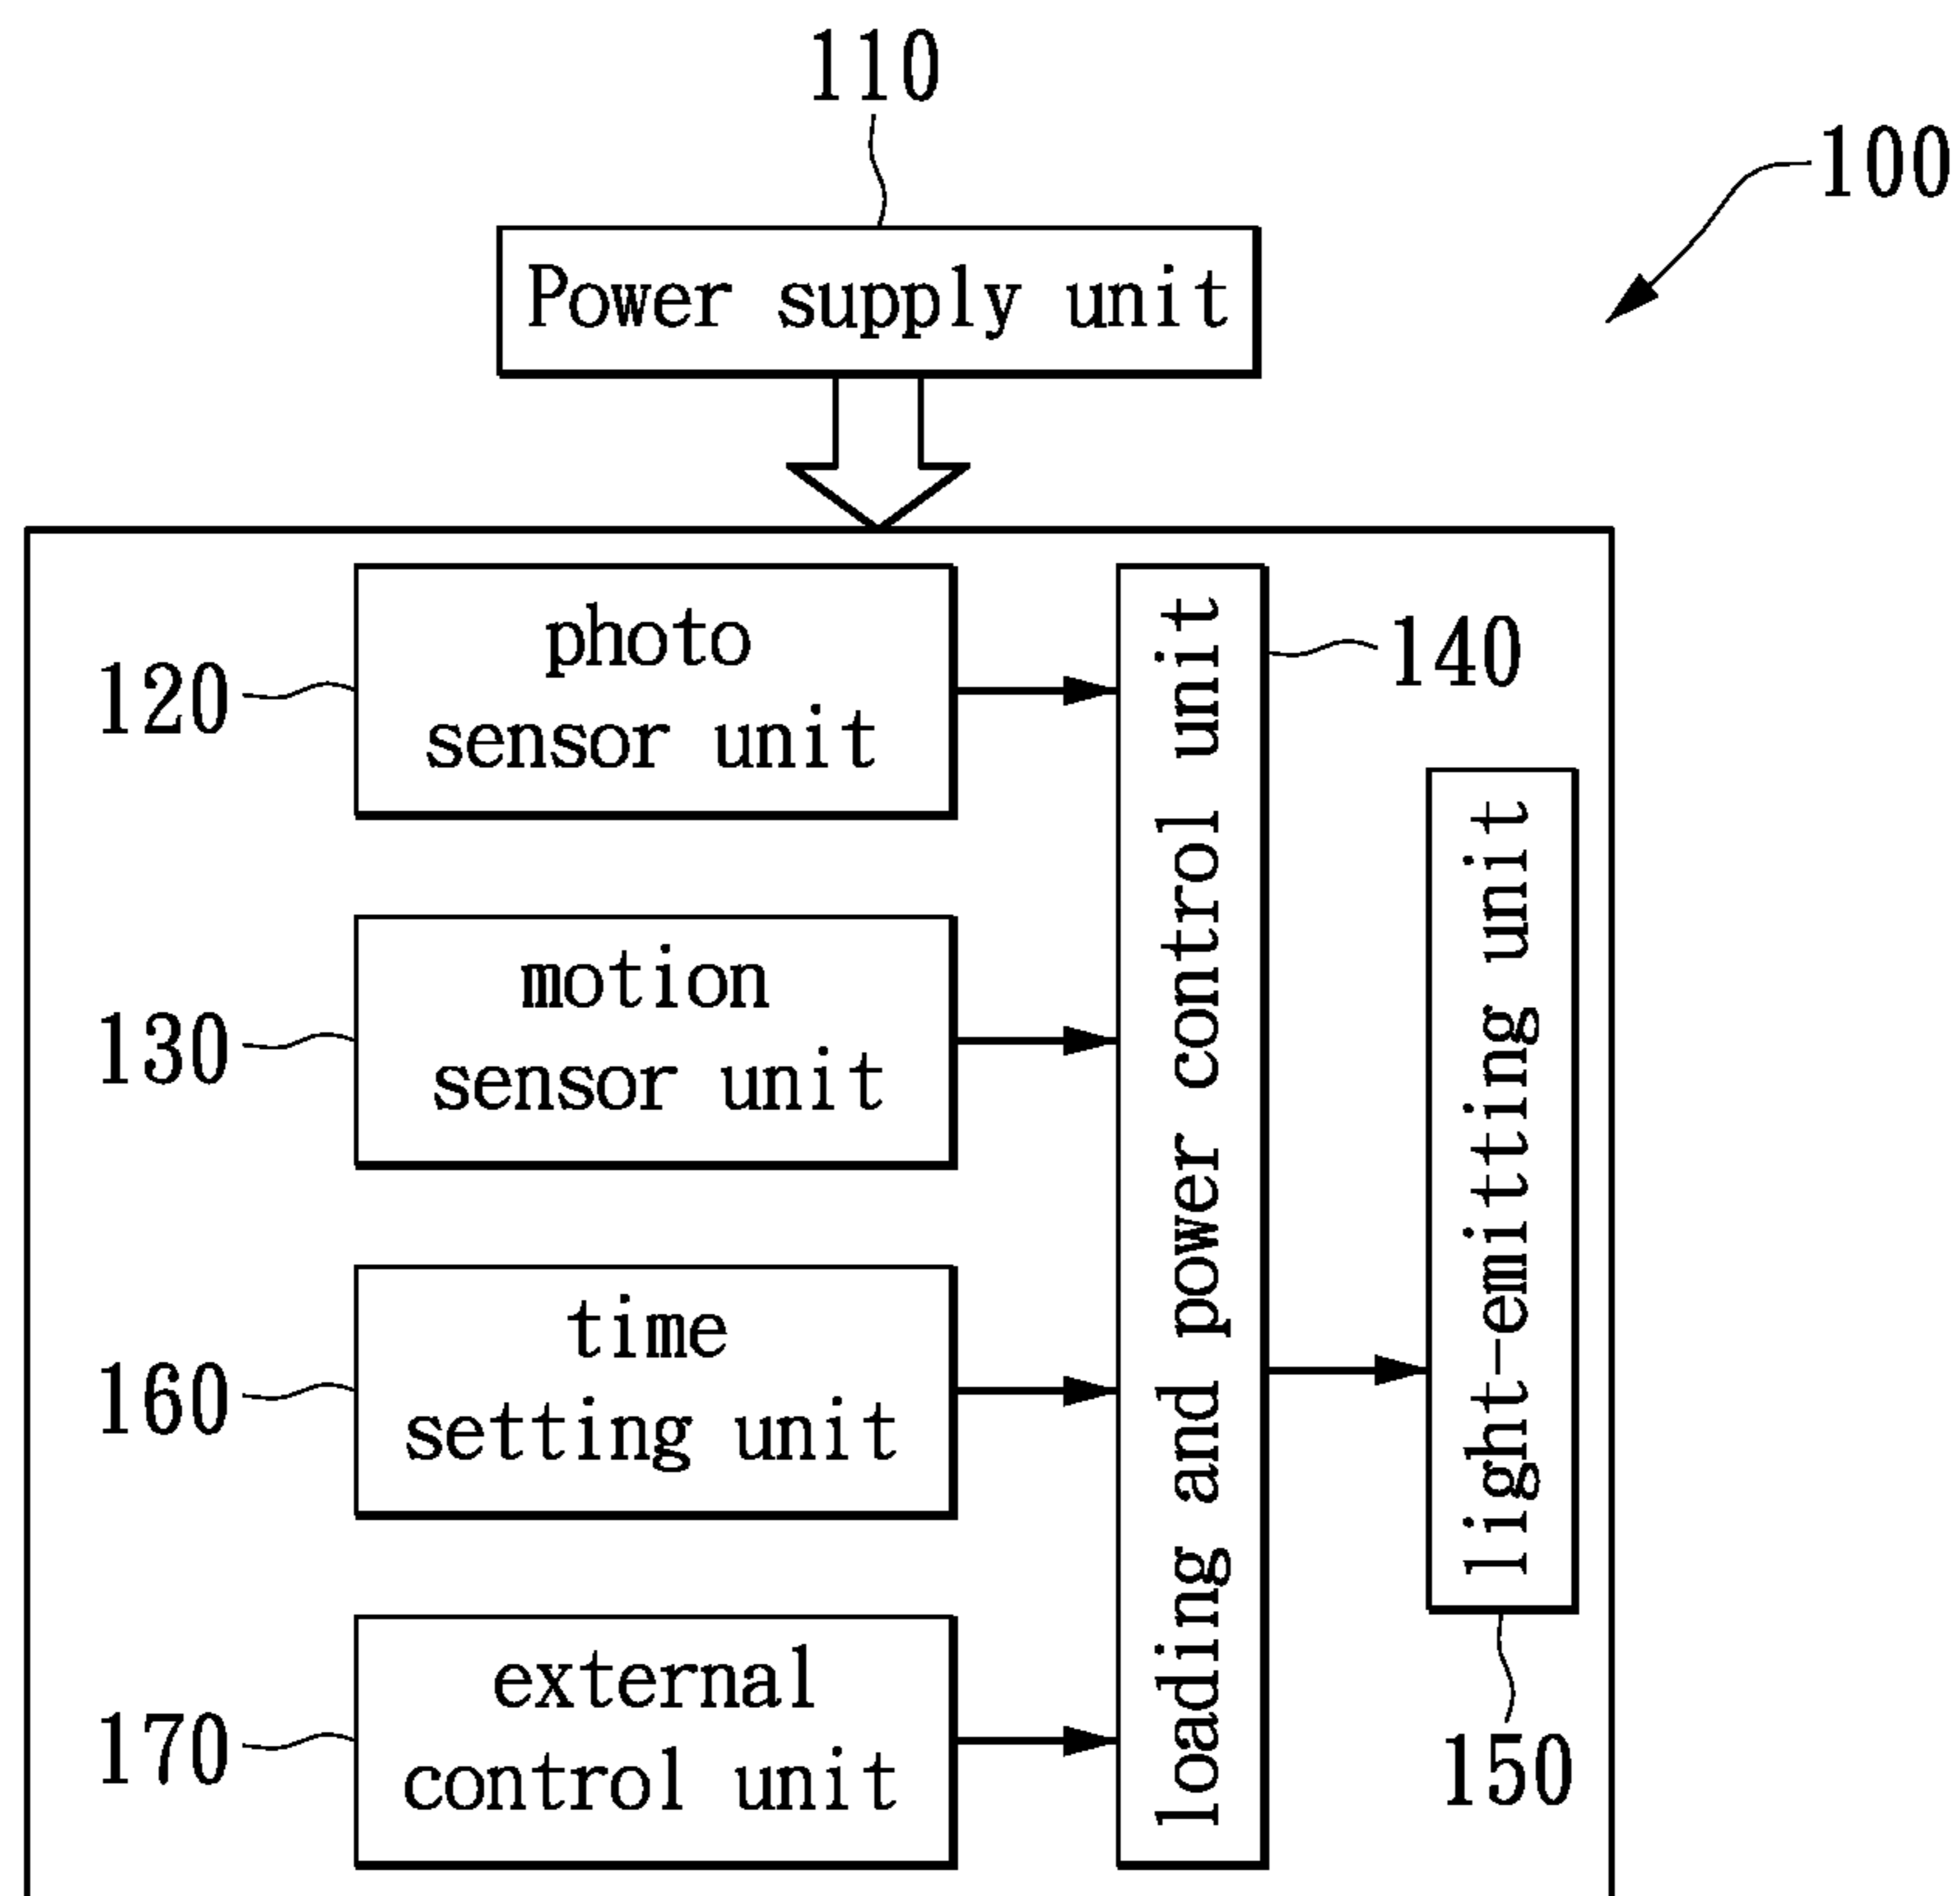 110
100
Power supply unit
photo
sensor unit
120
140
motion
sensor unit
130
time
setting unit
160
external
control unit
170
loading and power control unit
light-emitting unit
150